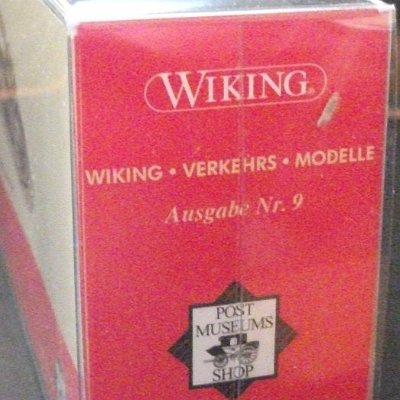 WIKING®
WIKING • VERKEHRS • MODELLE
Ausgabe Nr. 9
POST
MUSEUMS
SHOP